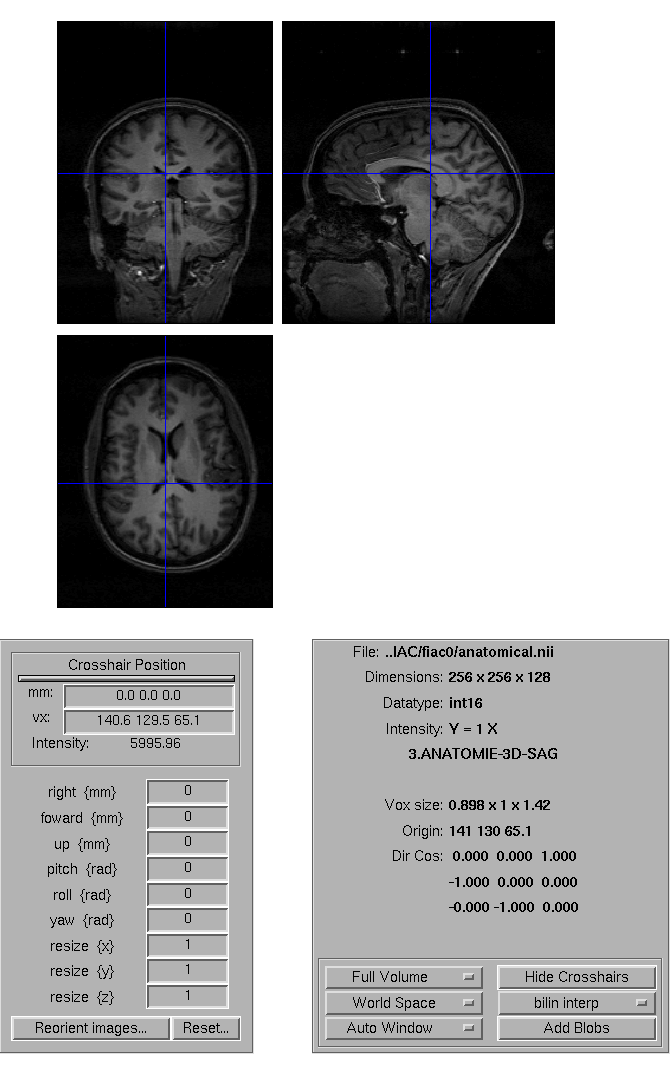 Crosshair Position
mm: 0.0 0.0 0.0
vx: 140.6 129.5 65.1
Intensity: 5995.96
right {mm} 0
foward {mm} 0
up {mm} 0
pitch {rad} 0
roll {rad} 0
yaw {rad} 0
resize {x} 1
resize {y} 1
resize {z} 1
Reorient images... Reset...
File: ..IAC/fiac0/anatomical.nii
Dimensions: 256 x 256 x 128
Datatype: int16
Intensity: Y = 1 X
3.ANATOMIE-3D-SAG
Vox size: 0.898 x 1 x 1.42
Origin: 141 130 65.1
Dir Cos: 0.000 0.000 1.000
-1.000 0.000 0.000
-0.000 -1.000 0.000
Full Volume Hide Crosshairs
World Space bilin interp
Auto Window Add Blobs